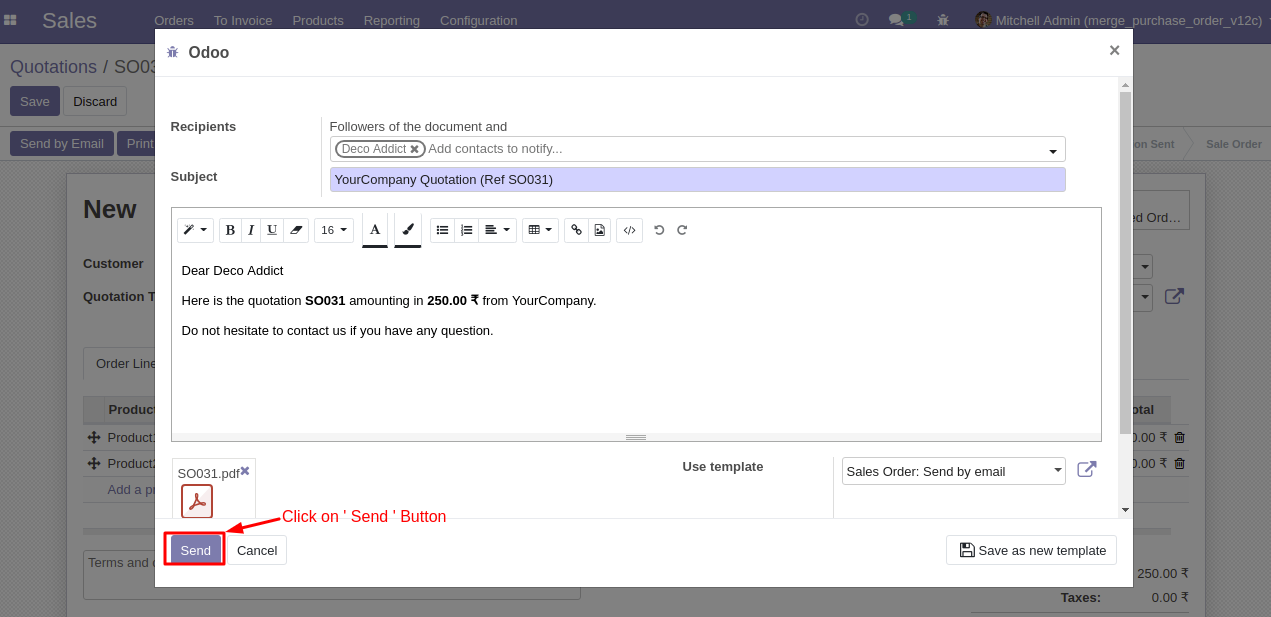 Sales Orders To Invoice Products Reporting Configuration 1 Mitchell Admin (merge_purchase_order_v12c)
Odoo ×
Quotations / SO03
Save Discard
Send by Email Print
on Sent Sale Order
Recipients Followers of the document and
Deco Addict ✖ Add contacts to notify...
Subject YourCompany Quotation (Ref SO031)
New
ed Ord...
B I U 16 A </>
Customer
Quotation T
Dear Deco Addict
Here is the quotation SO031 amounting in 250.00 ₹ from YourCompany.
Do not hesitate to contact us if you have any question.
Order Line
Product
otal
Product1
0.00 ₹
Product2
0.00 ₹
Add a pr
SO031.pdf
Use template Sales Order: Send by email
Click on ' Send ' Button
Send Cancel Save as new template
Terms and c
250.00 ₹
Taxes: 0.00 ₹